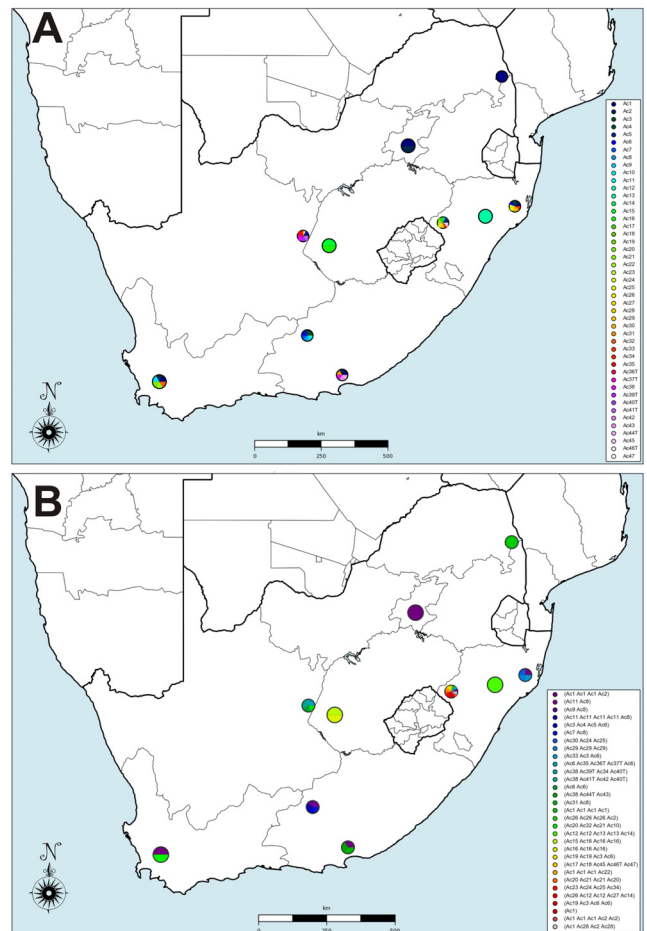 A
Ac1
Ac2
Ac3
Ac4
Ac5
Ac6
Ac7
Ac8
Ac9
Ac10
Ac11
Ac12
Ac13
Ac14
Ac15
Ac16
Ac17
Ac18
Ac19
Ac20
Ac21
Ac22
Ac23
Ac24
Ac25
Ac26
Ac27
Ac28
Ac29
Ac30
Ac31
Ac32
Ac33
Ac34
Ac35
Ac36T
Ac37T
Ac38
Ac39T
Ac40T
Ac41T
Ac42
Ac43
Ac44T
Ac45
Ac46T
Ac47
N
km
0 250 500
B
(Ac1 Ac1 Ac1 Ac2)
(Ac11 Ac8)
(Ac9 Ac8)
(Ac11 Ac11 Ac11 Ac11 Ac8)
(Ac3 Ac4 Ac5 Ac6)
(Ac7 Ac8)
(Ac30 Ac24 Ac25)
(Ac29 Ac29 Ac29)
(Ac33 Ac3 Ac6)
(Ac6 Ac35 Ac36T Ac37T Ac6)
(Ac38 Ac39T Ac34 Ac40T)
(Ac38 Ac41T Ac42 Ac40T)
(Ac6 Ac6)
(Ac38 Ac44T Ac43)
(Ac31 Ac8)
(Ac1 Ac1 Ac1 Ac1)
(Ac26 Ac26 Ac26 Ac2)
(Ac20 Ac32 Ac21 Ac10)
(Ac12 Ac12 Ac13 Ac13 Ac14)
(Ac15 Ac16 Ac16 Ac16)
(Ac16 Ac16 Ac16)
(Ac19 Ac19 Ac3 Ac6)
(Ac17 Ac18 Ac45 Ac46T Ac47)
(Ac1 Ac1 Ac1 Ac22)
(Ac20 Ac21 Ac21 Ac20)
(Ac23 Ac24 Ac25 Ac34)
(Ac26 Ac12 Ac12 Ac27 Ac14)
(Ac19 Ac3 Ac6 Ac6)
(Ac1)
(Ac1 Ac1 Ac1 Ac2 Ac2)
(Ac1 Ac28 Ac2 Ac28)
N
km
0 250 500